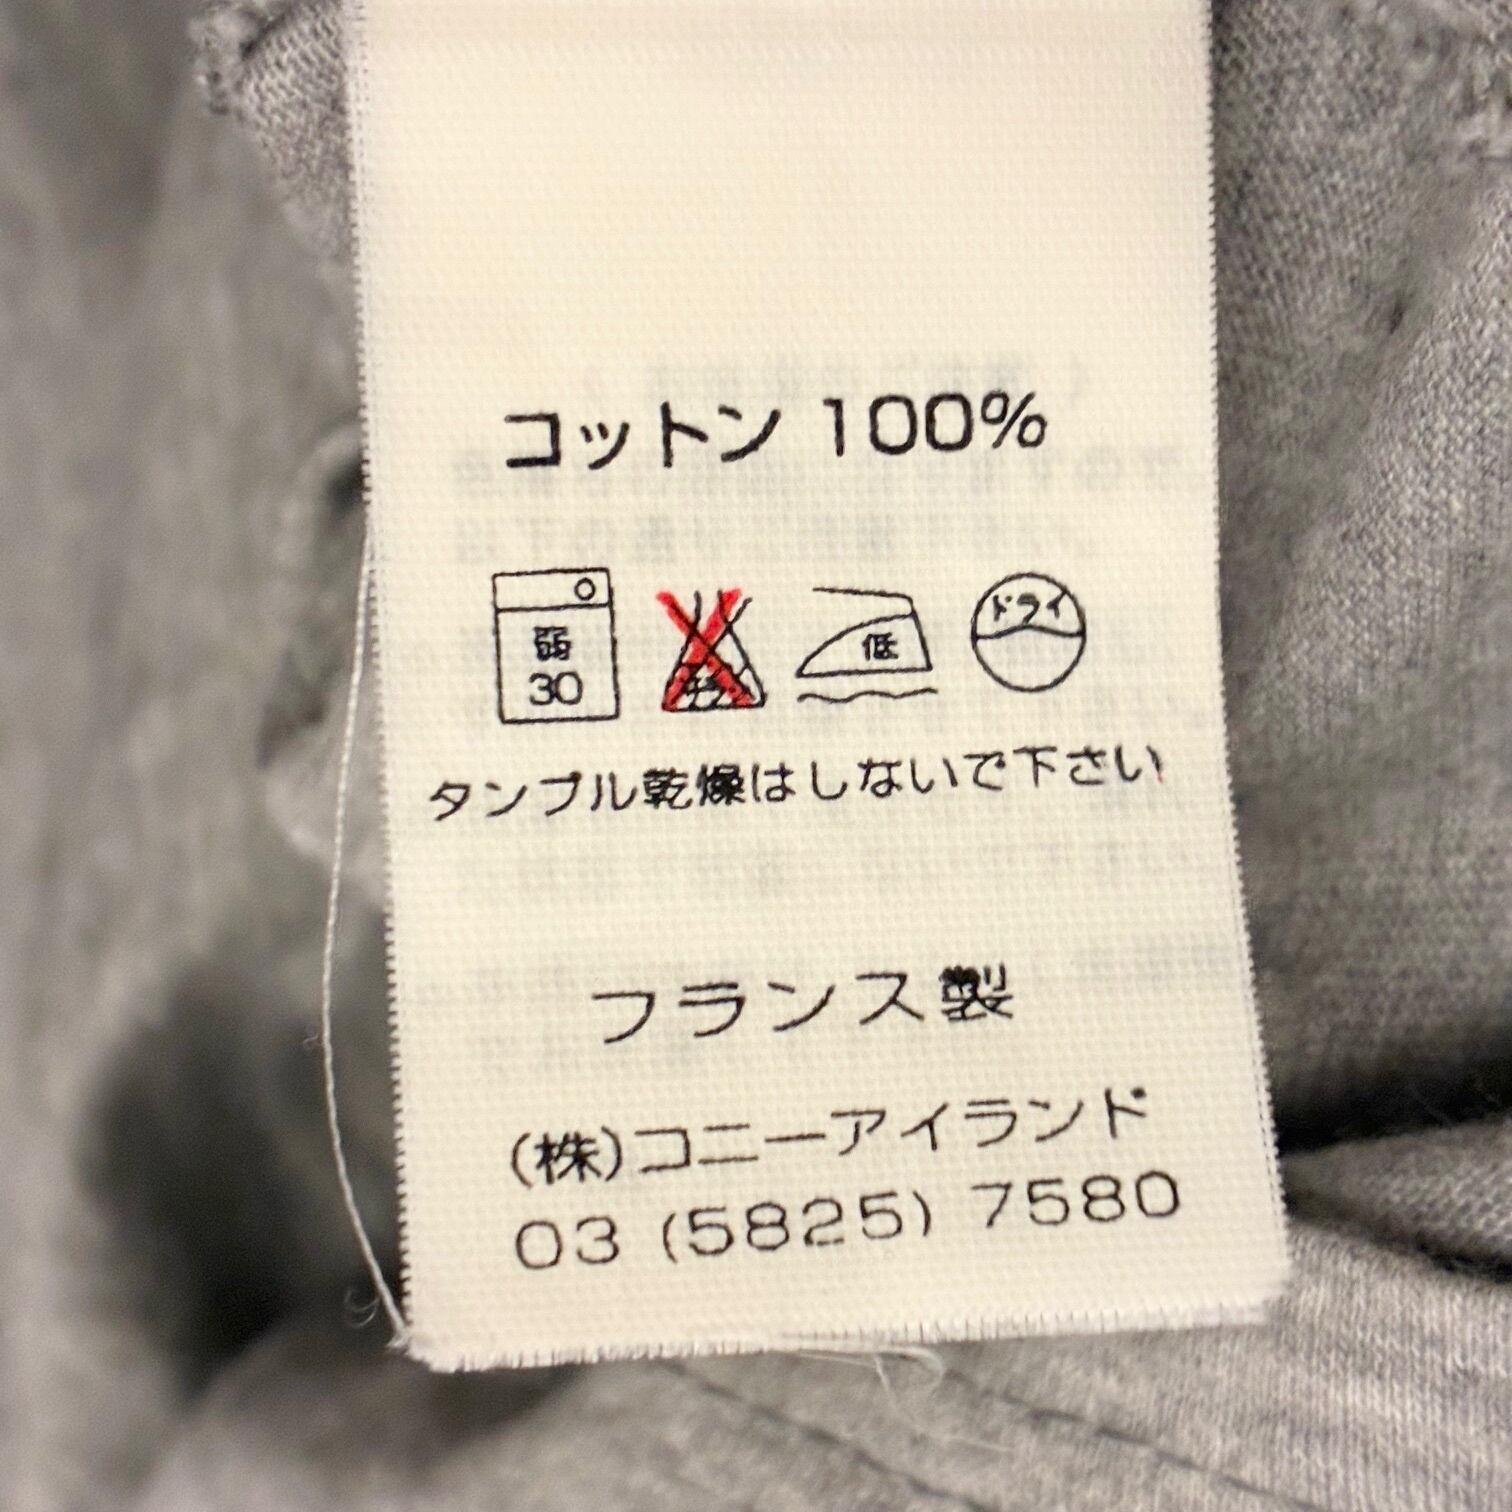 コットン 100%
弱 30
低
ドライ
タンブル乾燥はしないで下さい
フランス製
(株)コニーアイランド
03 (5825) 7580